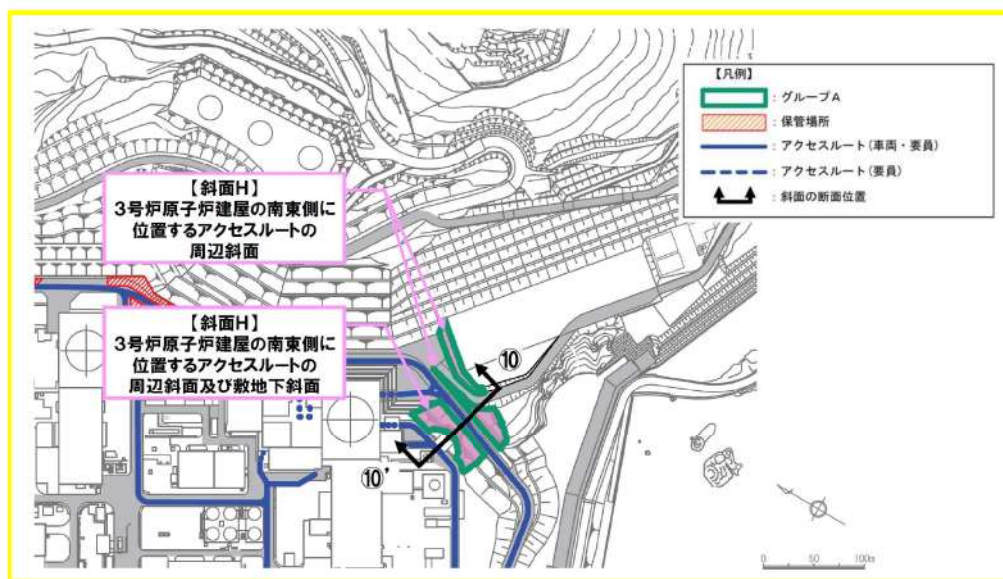 【凡例】
：グループA
：保管場所
：アクセスルート（車両・要員）
：アクセスルート（要員）
：斜面の断面位置
【斜面H】
3号炉原子炉建屋の南東側に
位置するアクセスルートの
周辺斜面
【斜面H】
3号炉原子炉建屋の南東側に
位置するアクセスルートの
周辺斜面及び敷地下斜面
⑩
⑩’
0 50 100m